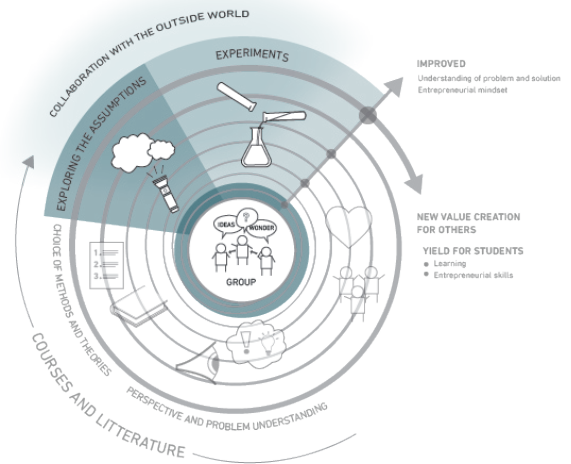 COLLABORATION WITH THE OUTSIDE WORLD
EXPERIMENTS
EXPLORING THE ASSUMPTIONS
IMPROVED
Understanding of problem and solution
Entrepreneurial mindset
NEW VALUE CREATION
FOR OTHERS
YIELD FOR STUDENTS
Learning
Entrepreneurial skills
IDEAS
?
WONDER
GROUP
1.
2.
3.
!
CHOICE OF METHODS AND THEORIES
PERSPECTIVE AND PROBLEM UNDERSTANDING
COURSES AND LITTERATURE